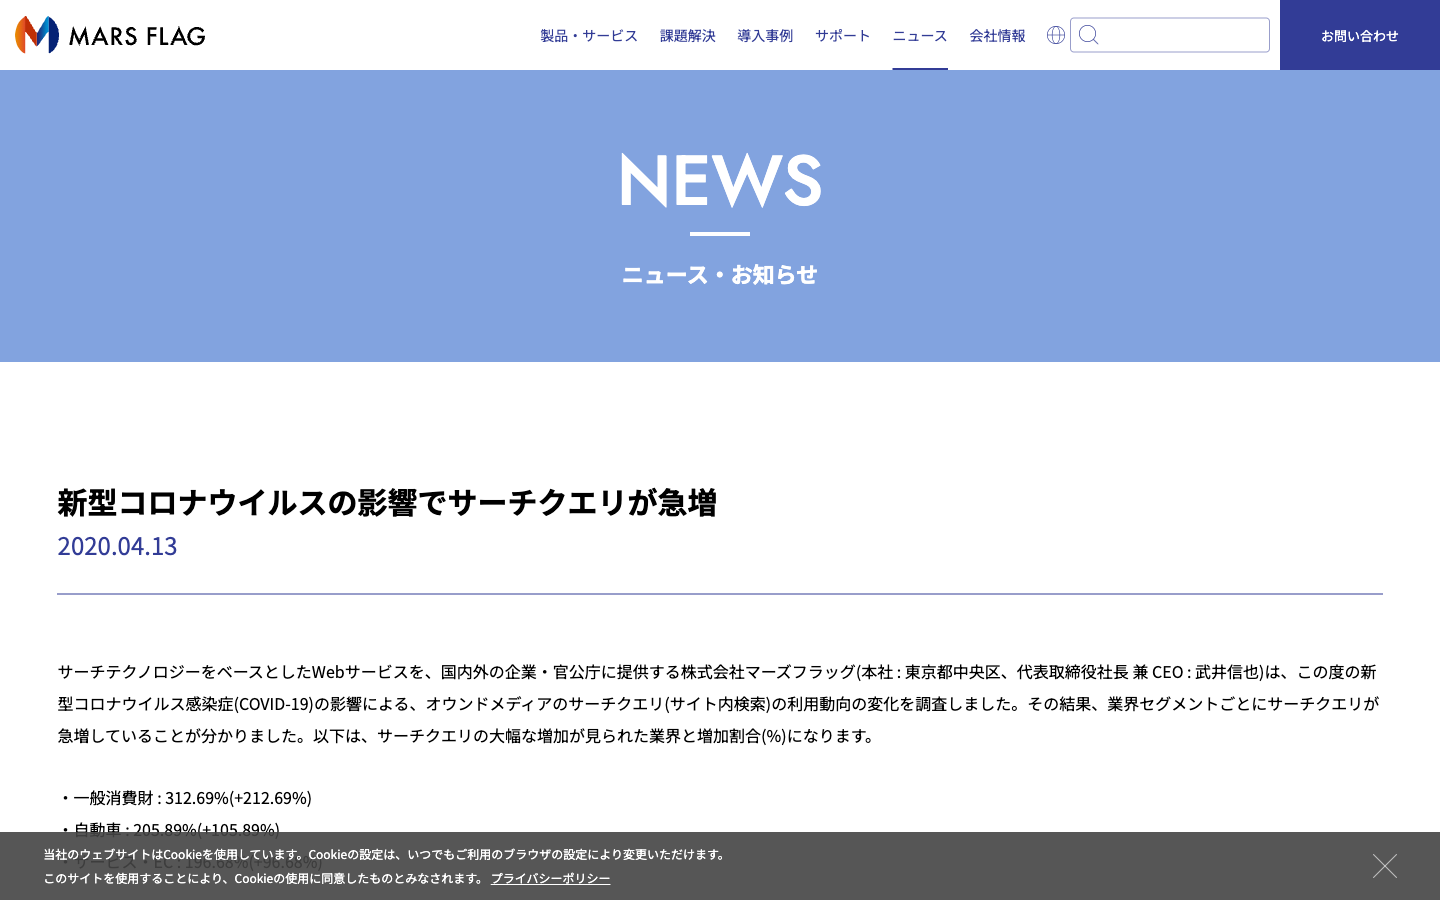 MARS FLAG
製品・サービス 課題解決 導入事例 サポート ニュース 会社情報 お問い合わせ
NEWS
ニュース・お知らせ
新型コロナウイルスの影響でサーチクエリが急増
2020.04.13
サーチテクノロジーをベースとしたWebサービスを、国内外の企業・官公庁に提供する株式会社マーズフラッグ(本社 : 東京都中央区、代表取締役社長 兼 CEO : 武井信也)は、この度の新
型コロナウイルス感染症(COVID-19)の影響による、オウンドメディアのサーチクエリ(サイト内検索)の利用動向の変化を調査しました。その結果、業界セグメントごとにサーチクエリが
急増していることが分かりました。以下は、サーチクエリの大幅な増加が見られた業界と増加割合(%)になります。
・一般消費財 : 312.69%(+212.69%)
・自動車 : 205.89%(+105.89%)
当社のウェブサイトはCookieを使用しています。Cookieの設定は、いつでもご利用のブラウザの設定により変更いただけます。
このサイトを使用することにより、Cookieの使用に同意したものとみなされます。 プライバシーポリシー